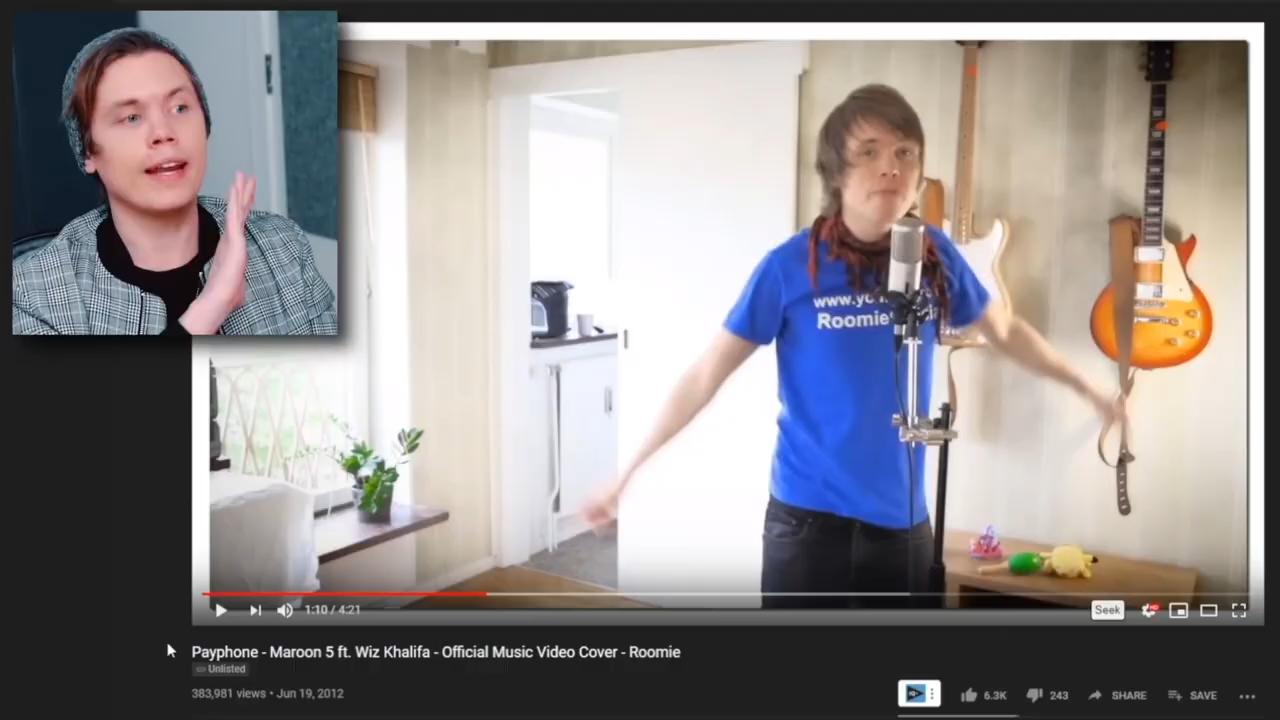 www.yo
Roomie
1:10 / 4:21
Seek
HD
Payphone - Maroon 5 ft. Wiz Khalifa - Official Music Video Cover - Roomie
Unlisted
383,981 views • Jun 19, 2012
6.3K
243
SHARE
SAVE